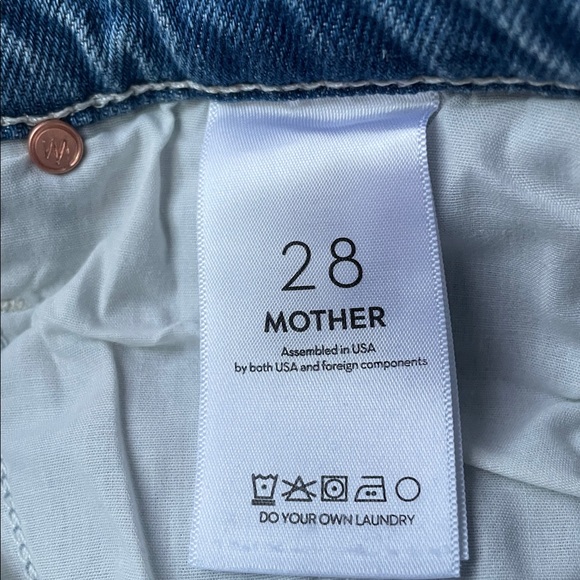 28
MOTHER
Assembled in USA
by both USA and foreign components
DO YOUR OWN LAUNDRY